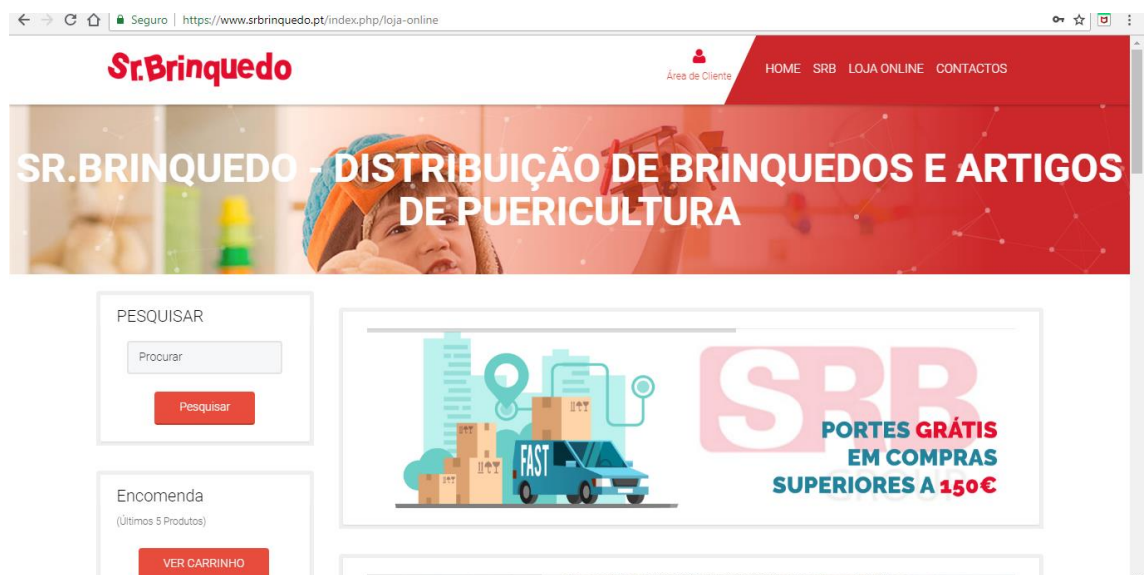 Seguro | https://www.srbrinquedo.pt/index.php/loja-online
Sr.Brinquedo
Área de Cliente
HOME SRB LOJA ONLINE CONTACTOS
SR.BRINQUEDO - DISTRIBUIÇÃO DE BRINQUEDOS E ARTIGOS
DE PUERICULTURA
PESQUISAR
Procurar
Pesquisar
Encomenda
(Últimos 5 Produtos)
VER CARRINHO
FAST
SRB
GROUP
PORTES GRÁTIS
EM COMPRAS
SUPERIORES A 150€